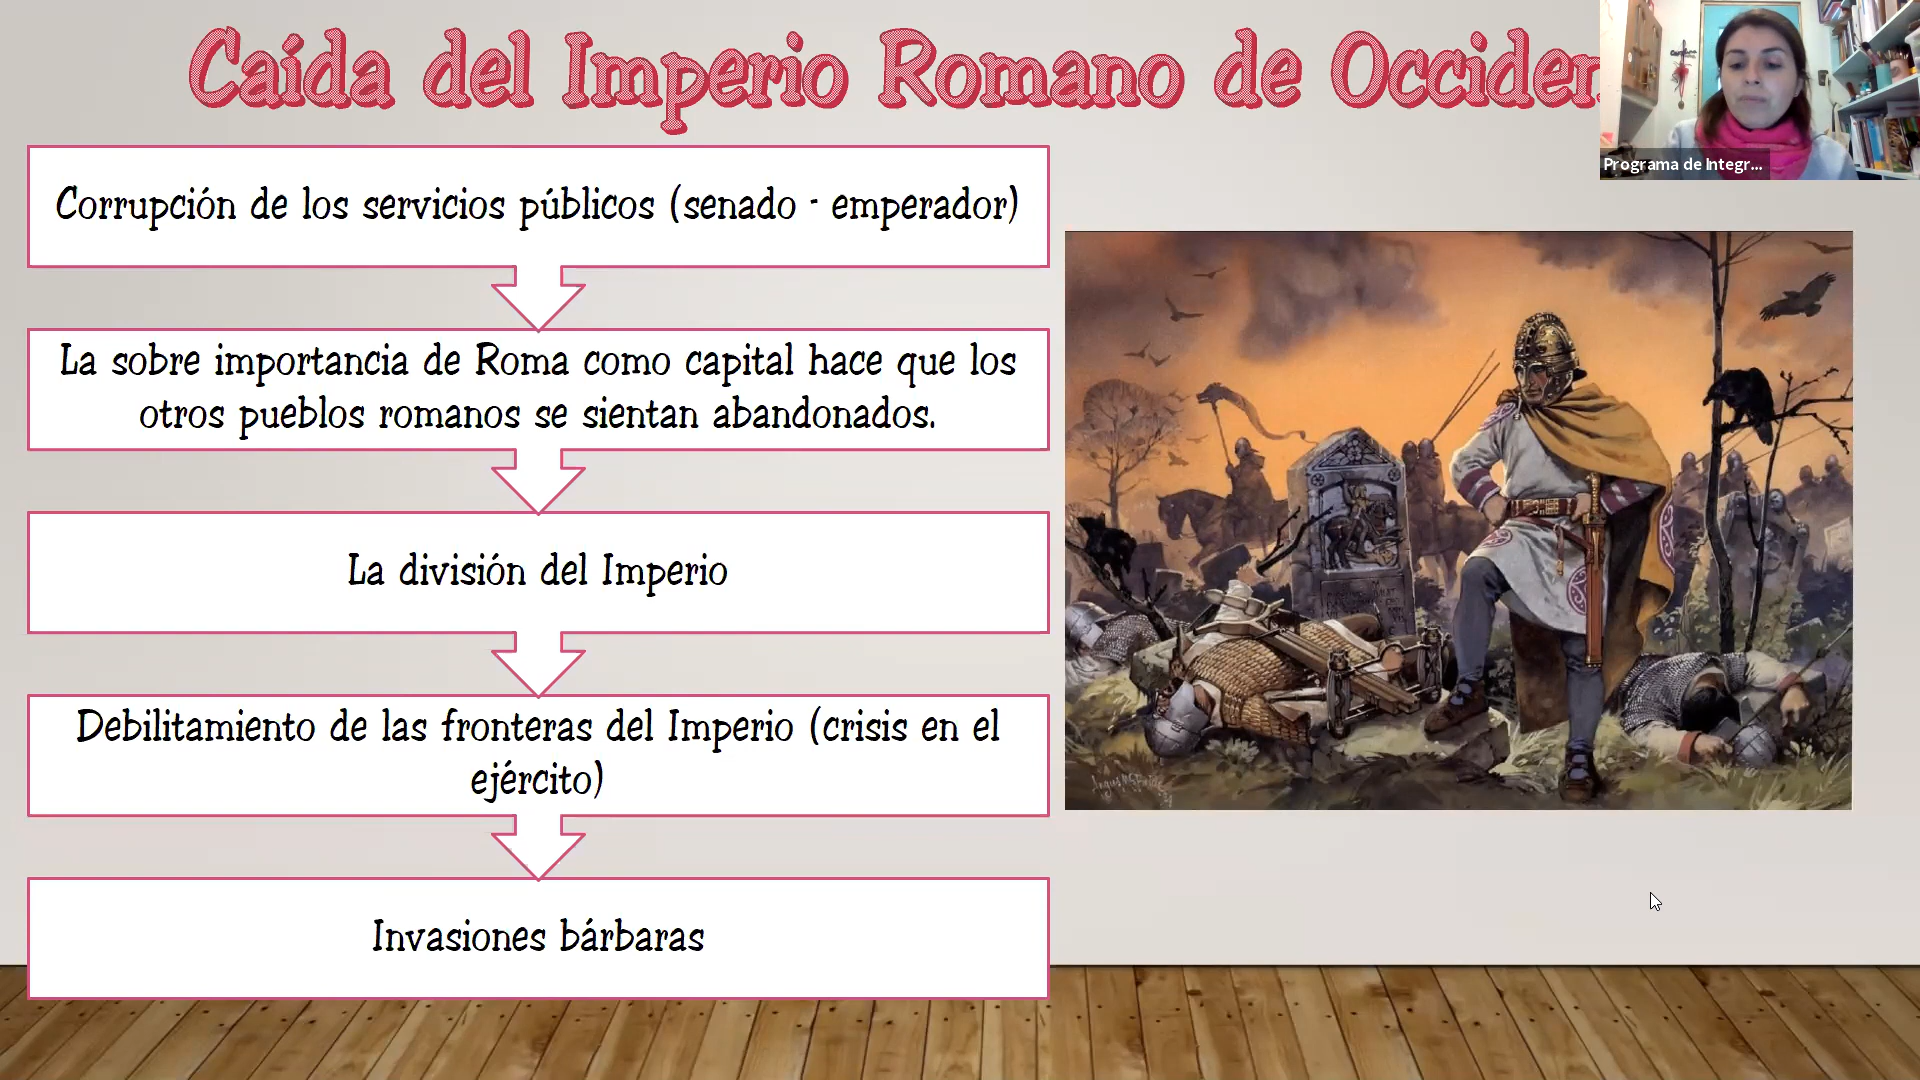 Caída del Imperio Romano de Occiden
Programa de Integr...
Corrupción de los servicios públicos (senado - emperador)
La sobre importancia de Roma como capital hace que los
otros pueblos romanos se sientan abandonados.
La división del Imperio
Debilitamiento de las fronteras del Imperio (crisis en el
ejército)
Invasiones bárbaras